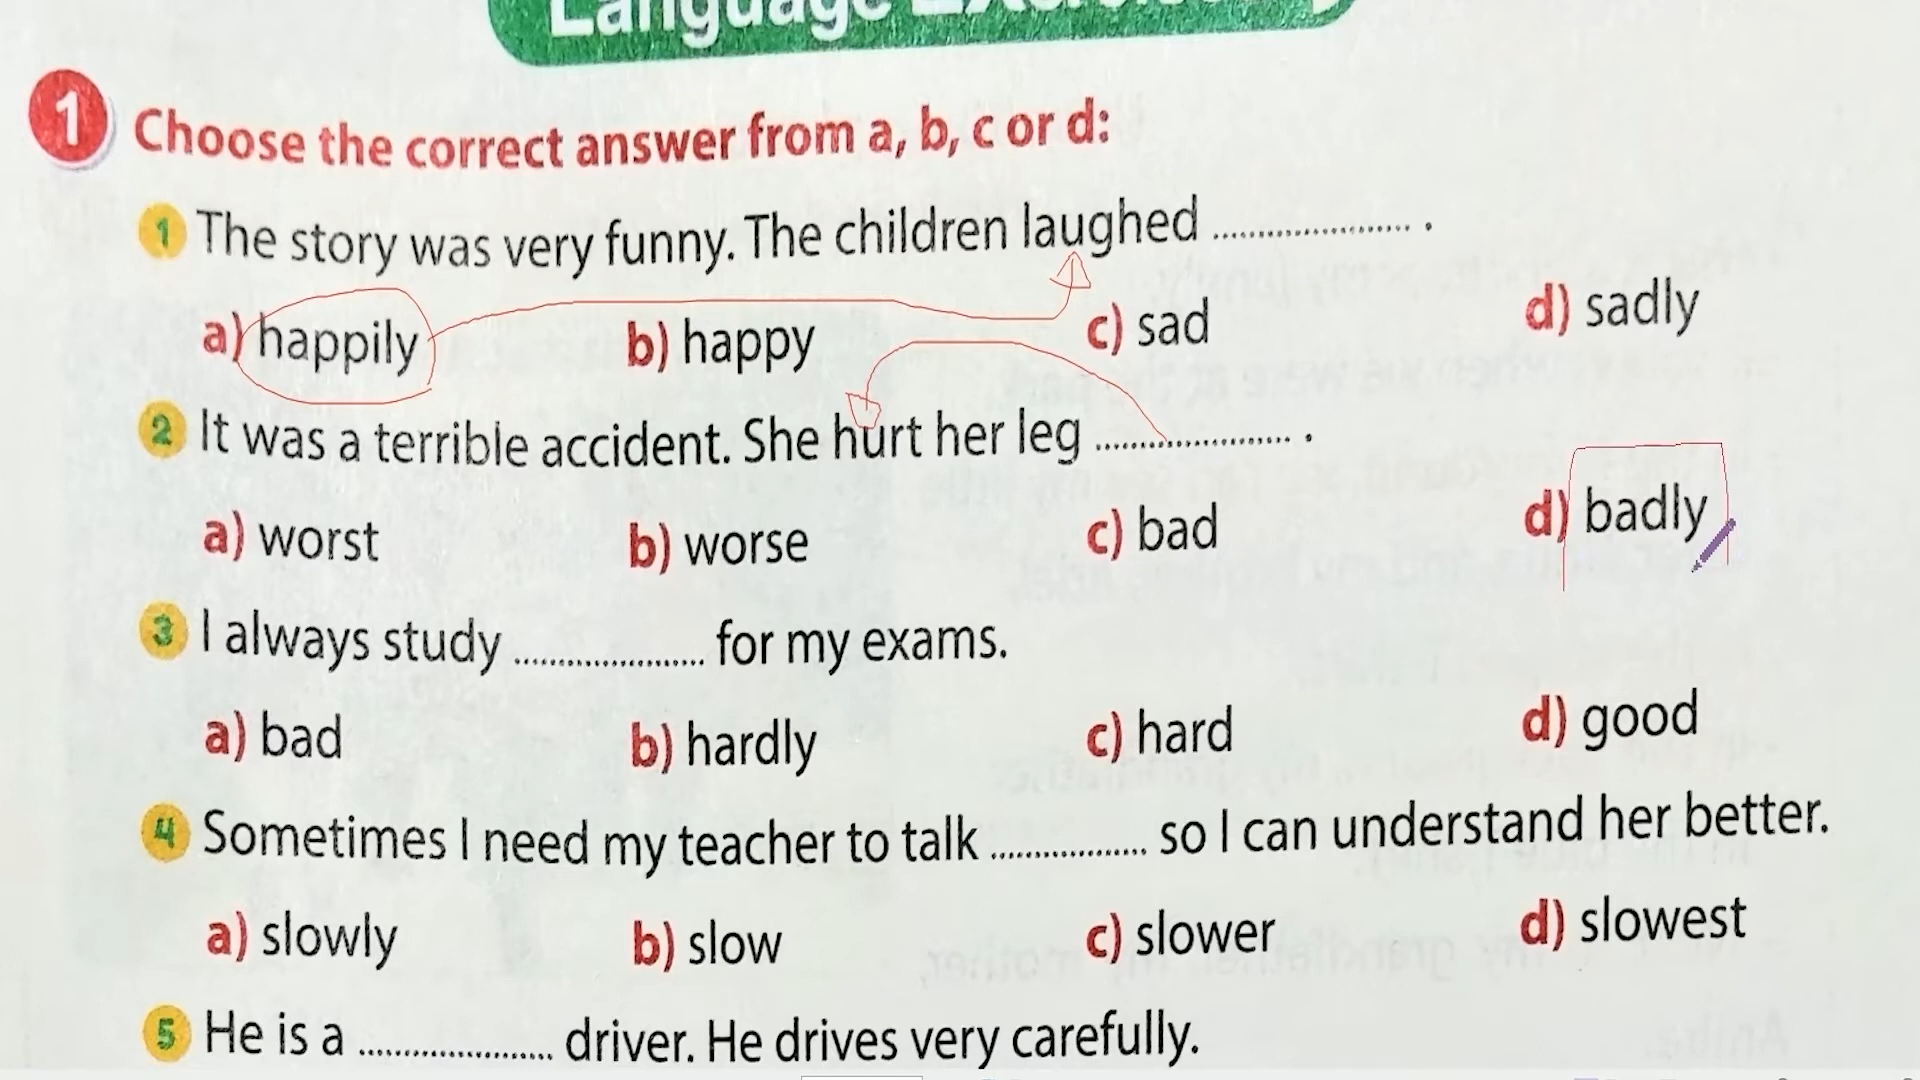 Language
1 Choose the correct answer from a, b, c or d:
1 The story was very funny. The children laughed ...................... .
a) happily b) happy c) sad d) sadly
2 It was a terrible accident. She hurt her leg ...................... .
a) worst b) worse c) bad d) badly
3 I always study ...................... for my exams.
a) bad b) hardly c) hard d) good
4 Sometimes I need my teacher to talk .................. so I can understand her better.
a) slowly b) slow c) slower d) slowest
5 He is a ...................... driver. He drives very carefully.